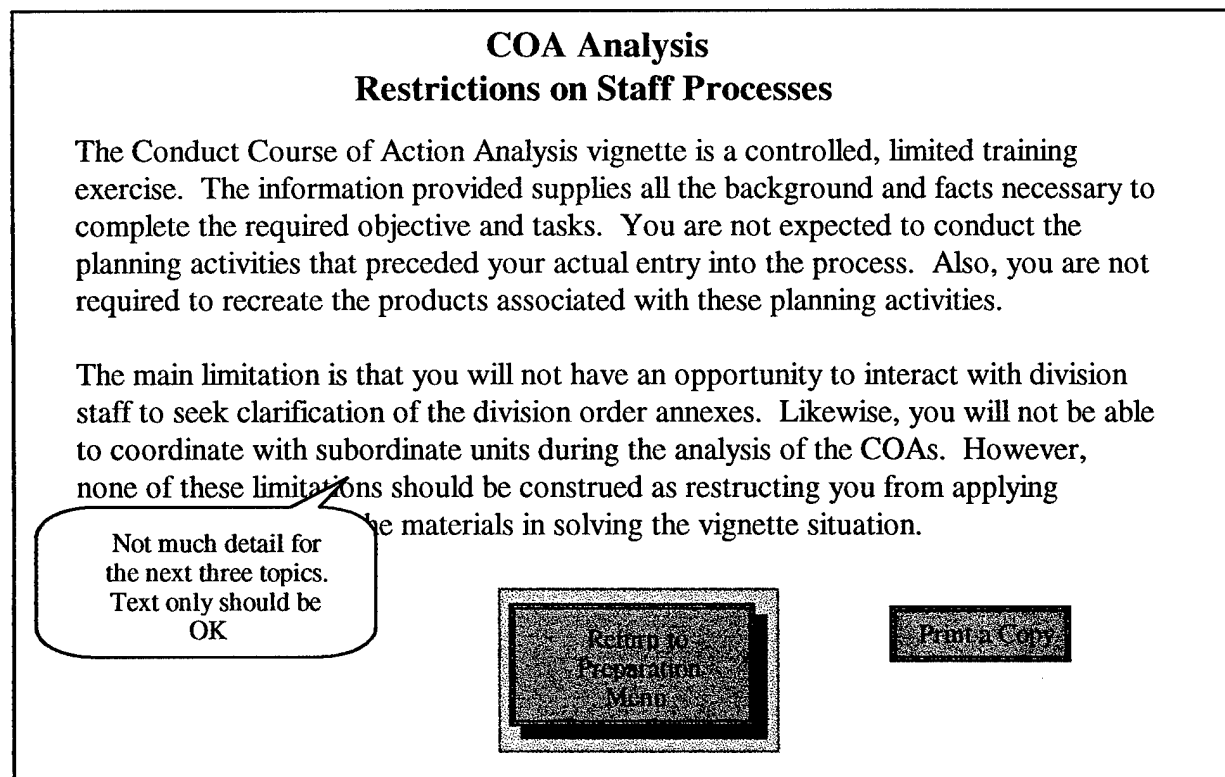 COA Analysis
Restrictions on Staff Processes
The Conduct Course of Action Analysis vignette is a controlled, limited training
exercise. The information provided supplies all the background and facts necessary to
complete the required objective and tasks. You are not expected to conduct the
planning activities that preceded your actual entry into the process. Also, you are not
required to recreate the products associated with these planning activities.
The main limitation is that you will not have an opportunity to interact with division
staff to seek clarification of the division order annexes. Likewise, you will not be able
to coordinate with subordinate units during the analysis of the COAs. However,
none of these limitations should be construed as restructing you from applying
he materials in solving the vignette situation.
Not much detail for
the next three topics.
Text only should be
OK
Return to
Preparation
Menu
Print a Copy